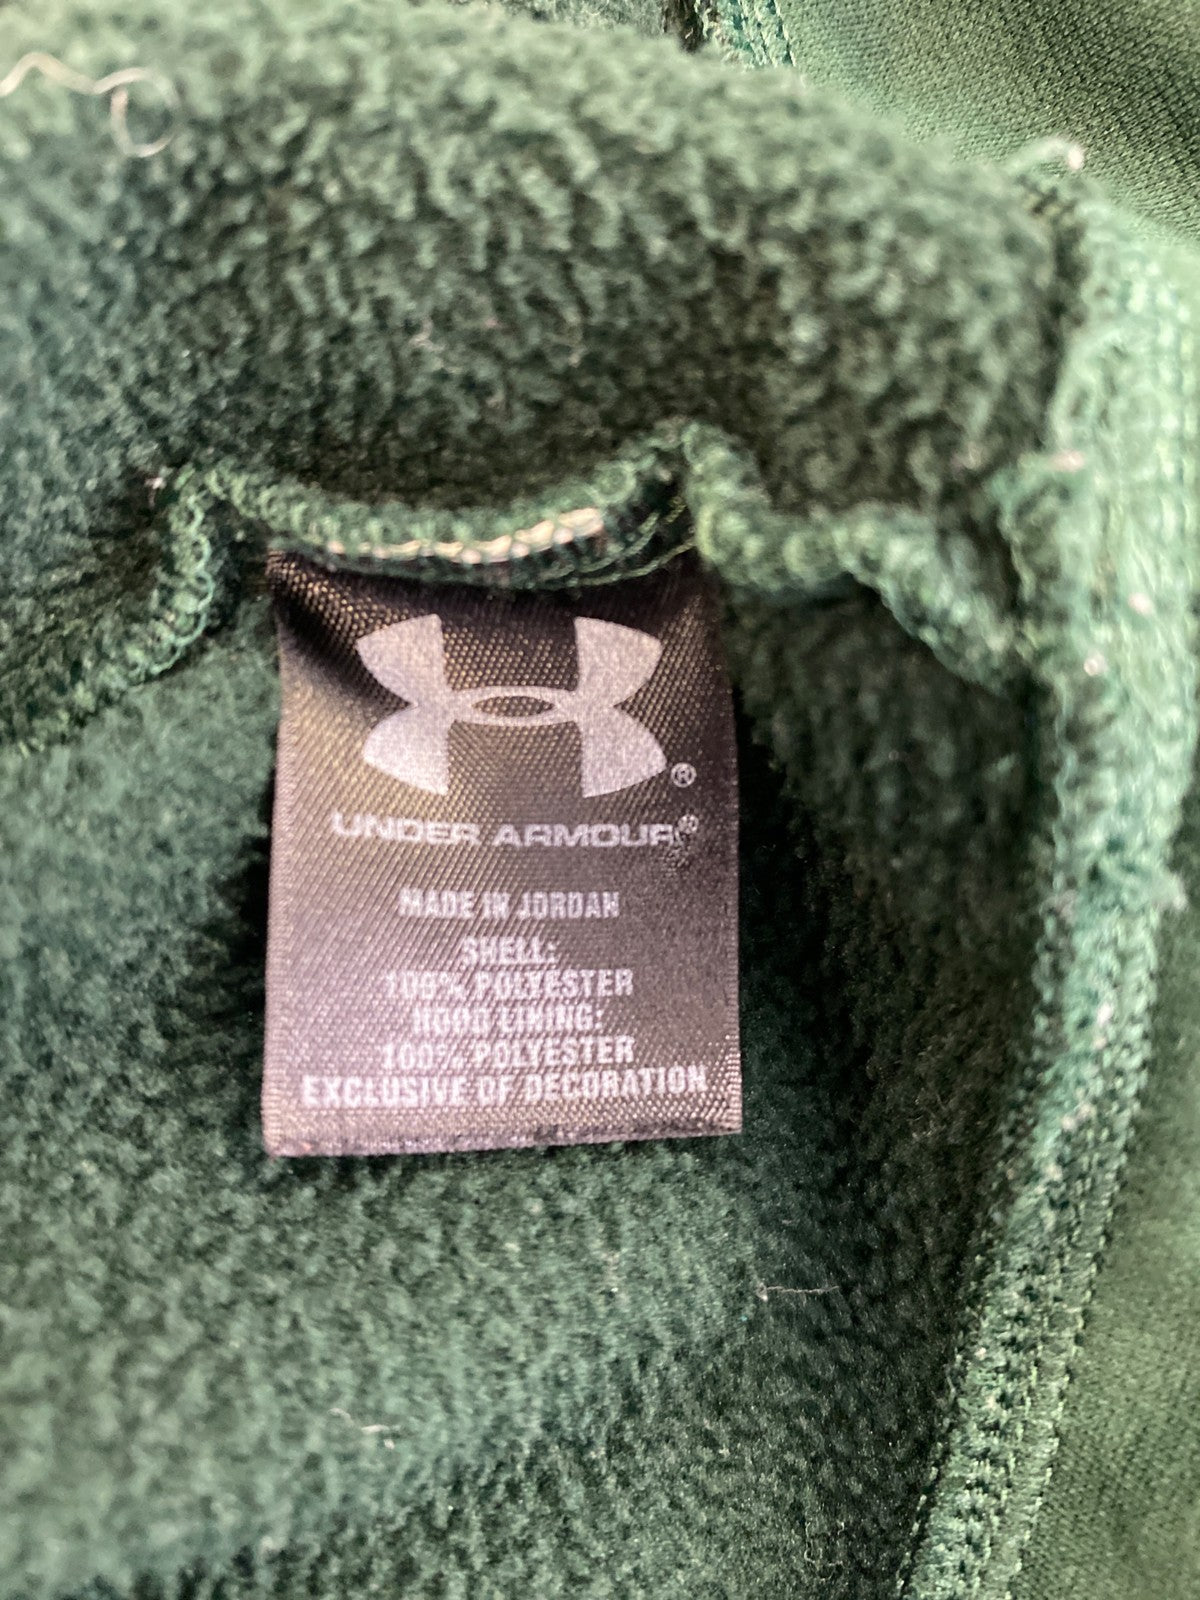 ®
UNDER ARMOUR®
MADE IN JORDAN
SHELL:
100% POLYESTER
HOOD LINING:
100% POLYESTER
EXCLUSIVE OF DECORATION